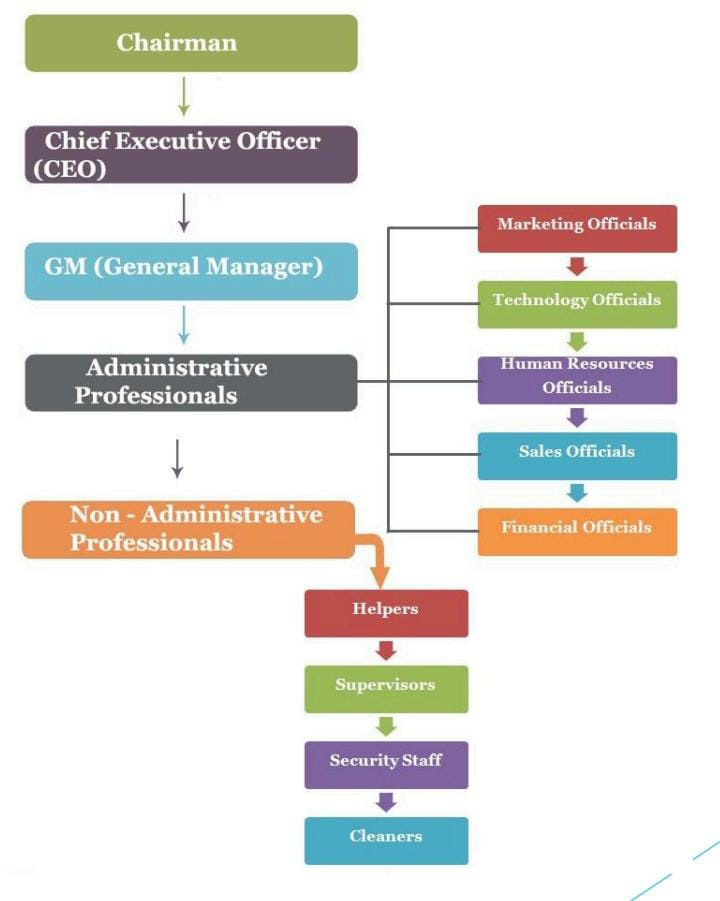 Chairman
Chief Executive Officer
(CEO)
GM (General Manager)
Administrative
Professionals
Non - Administrative
Professionals
Marketing Officials
Technology Officials
Human Resources
Officials
Sales Officials
Financial Officials
Helpers
Supervisors
Security Staff
Cleaners